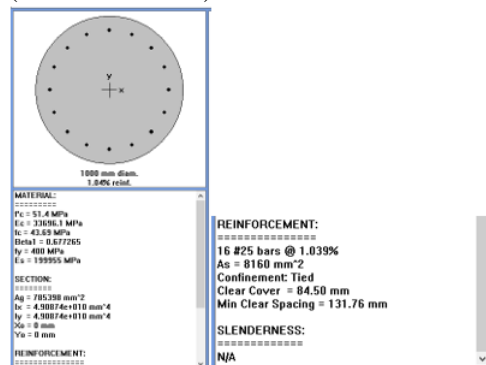 y
x
1000 mm diam.
1.04% reinf.
MATERIAL:
=========
f'c = 51.4 MPa
Ec = 33696.1 MPa
fc = 43.69 MPa
Beta1 = 0.677265
fy = 400 MPa
Es = 199955 MPa
SECTION:
========
Ag = 785398 mm^2
Ix = 4.90874e+010 mm^4
Iy = 4.90874e+010 mm^4
Xo = 0 mm
Yo = 0 mm
REINFORCEMENT:
===============
REINFORCEMENT:
===============
16 #25 bars @ 1.039%
As = 8160 mm^2
Confinement: Tied
Clear Cover = 84.50 mm
Min Clear Spacing = 131.76 mm
SLENDERNESS:
=============
N/A